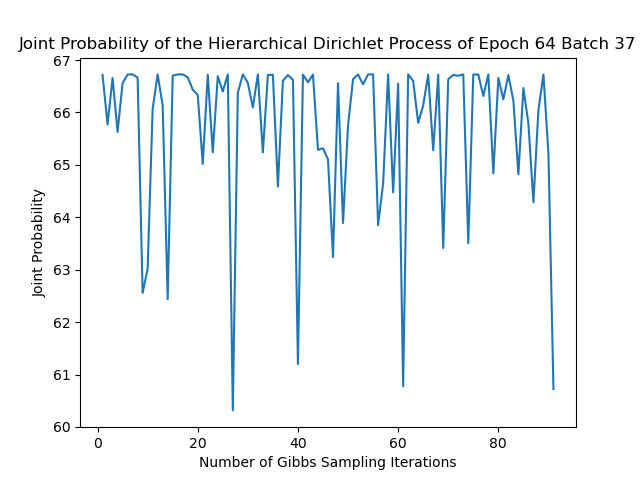 Joint Probability of the Hierarchical Dirichlet Process of Epoch 64 Batch 37
67
66
65
64
63
62
61
60
Joint Probability
0 20 40 60 80
Number of Gibbs Sampling Iterations